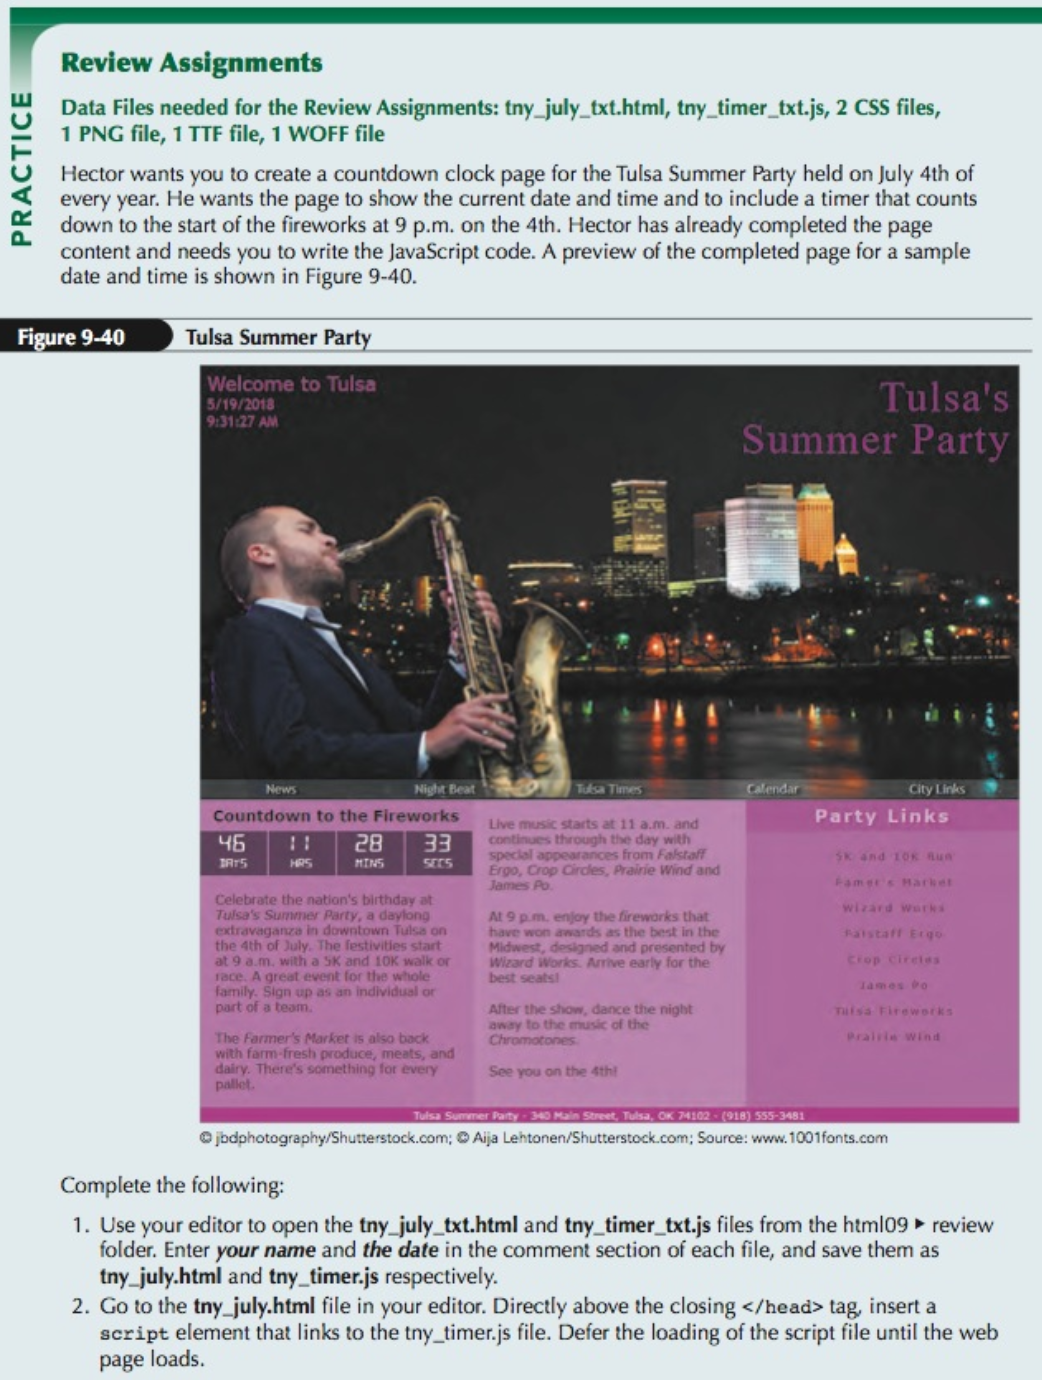 PRACTICE
Review Assignments
Data Files needed for the Review Assignments: tny_july_txt.html, tny_timer_txt.js, 2 CSS files,
1 PNG file, 1 TTF file, 1 WOFF file
Hector wants you to create a countdown clock page for the Tulsa Summer Party held on July 4th of
every year. He wants the page to show the current date and time and to include a timer that counts
down to the start of the fireworks at 9 p.m. on the 4th. Hector has already completed the page
content and needs you to write the JavaScript code. A preview of the completed page for a sample
date and time is shown in Figure 9-40.
Figure 9-40 Tulsa Summer Party
Welcome to Tulsa
5/19/2018
9:31:27 AM
Tulsa's
Summer Party
News Night Beat Tulsa Times Calendar City Links
Countdown to the Fireworks
46 11 28 33
DAYS HRS MINS SECS
Celebrate the nation's birthday at
Tulsa's Summer Party, a daylong
extravaganza in downtown Tulsa on
the 4th of July. The festivities start
at 9 a.m. with a 5K and 10K walk or
race. A great event for the whole
family. Sign up as an individual or
part of a team.
The Farmer's Market is also back
with farm-fresh produce, meats, and
dairy. There's something for every
pallet.
Live music starts at 11 a.m. and
continues through the day with
special appearances from Falstaff
Ergo, Crop Circles, Prairie Wind and
James Po.
At 9 p.m. enjoy the fireworks that
have won awards as the best in the
Midwest, designed and presented by
Wizard Works. Arrive early for the
best seats!
After the show, dance the night
away to the music of the
Chromotones.
See you on the 4th!
Party Links
5K and 10K Run
Famer's Market
Wizard Works
Falstaff Ergo
Crop Circles
James Po
Tulsa Fireworks
Prairie Wind
Tulsa Summer Party - 340 Main Street, Tulsa, OK 74102 - (918) 555-3481
© jbdphotography/Shutterstock.com; © Aija Lehtonen/Shutterstock.com; Source: www.1001fonts.com
Complete the following:
1. Use your editor to open the tny_july_txt.html and tny_timer_txt.js files from the html09 ▶ review
folder. Enter your name and the date in the comment section of each file, and save them as
tny_july.html and tny_timer.js respectively.
2. Go to the tny_july.html file in your editor. Directly above the closing </head> tag, insert a
script element that links to the tny_timer.js file. Defer the loading of the script file until the web
page loads.